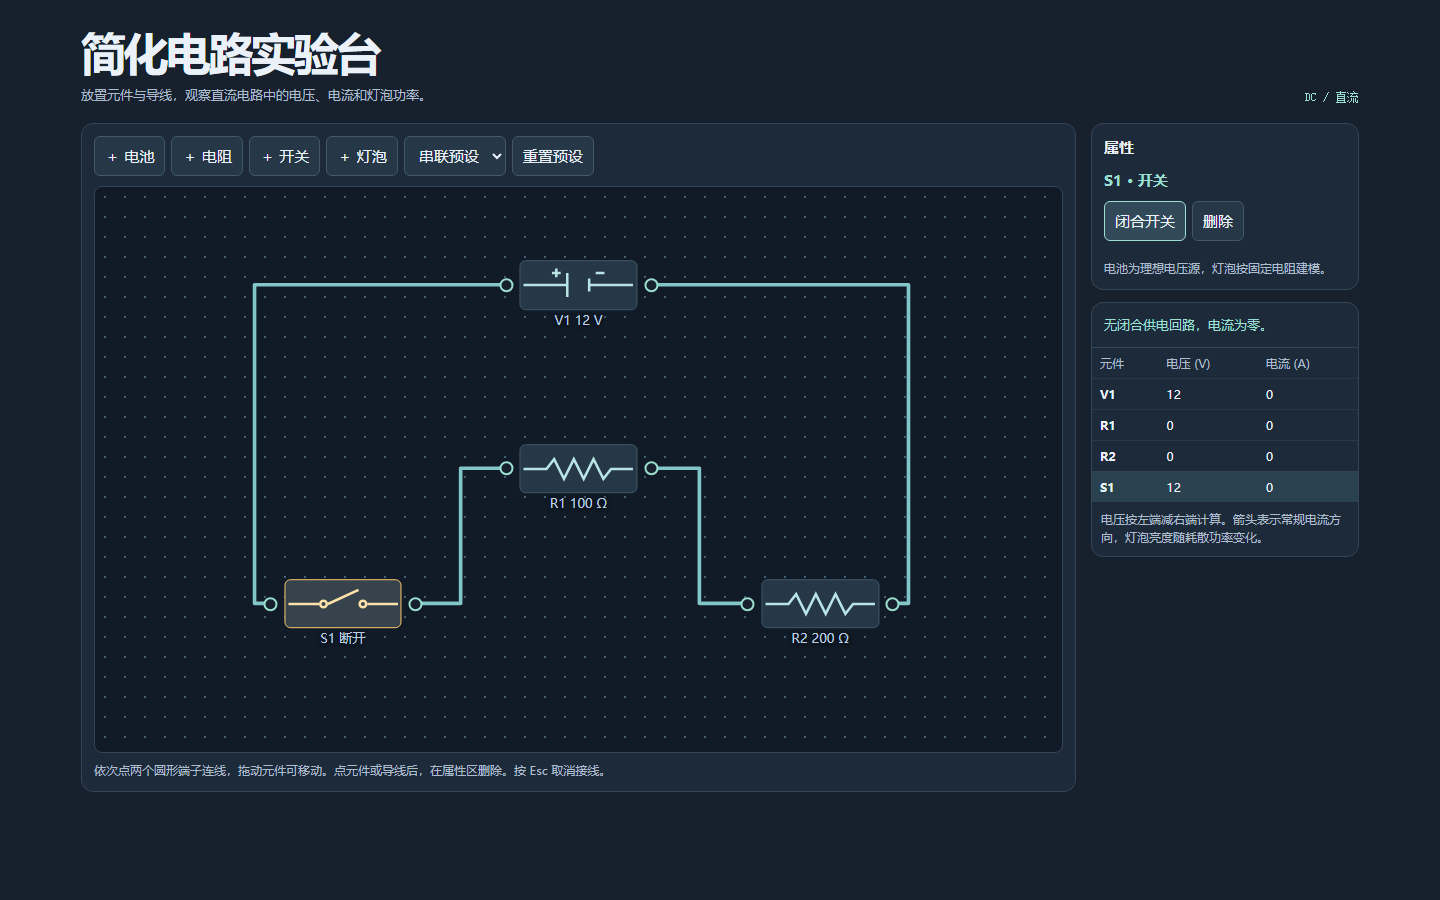 简化电路实验台
放置元件与导线，观察直流电路中的电压、电流和灯泡功率。
DC / 直流
+ 电池
+ 电阻
+ 开关
+ 灯泡
串联预设
重置预设
+ −
V1 12 V
R1 100 Ω
S1 断开
R2 200 Ω
依次点两个圆形端子连线，拖动元件可移动。点元件或导线后，在属性区删除。按 Esc 取消接线。
属性
S1 • 开关
闭合开关
删除
电池为理想电压源，灯泡按固定电阻建模。
无闭合供电回路，电流为零。
元件 电压 (V) 电流 (A)
V1 12 0
R1 0 0
R2 0 0
S1 12 0
电压按左端减右端计算。箭头表示常规电流方
向，灯泡亮度随耗散功率变化。